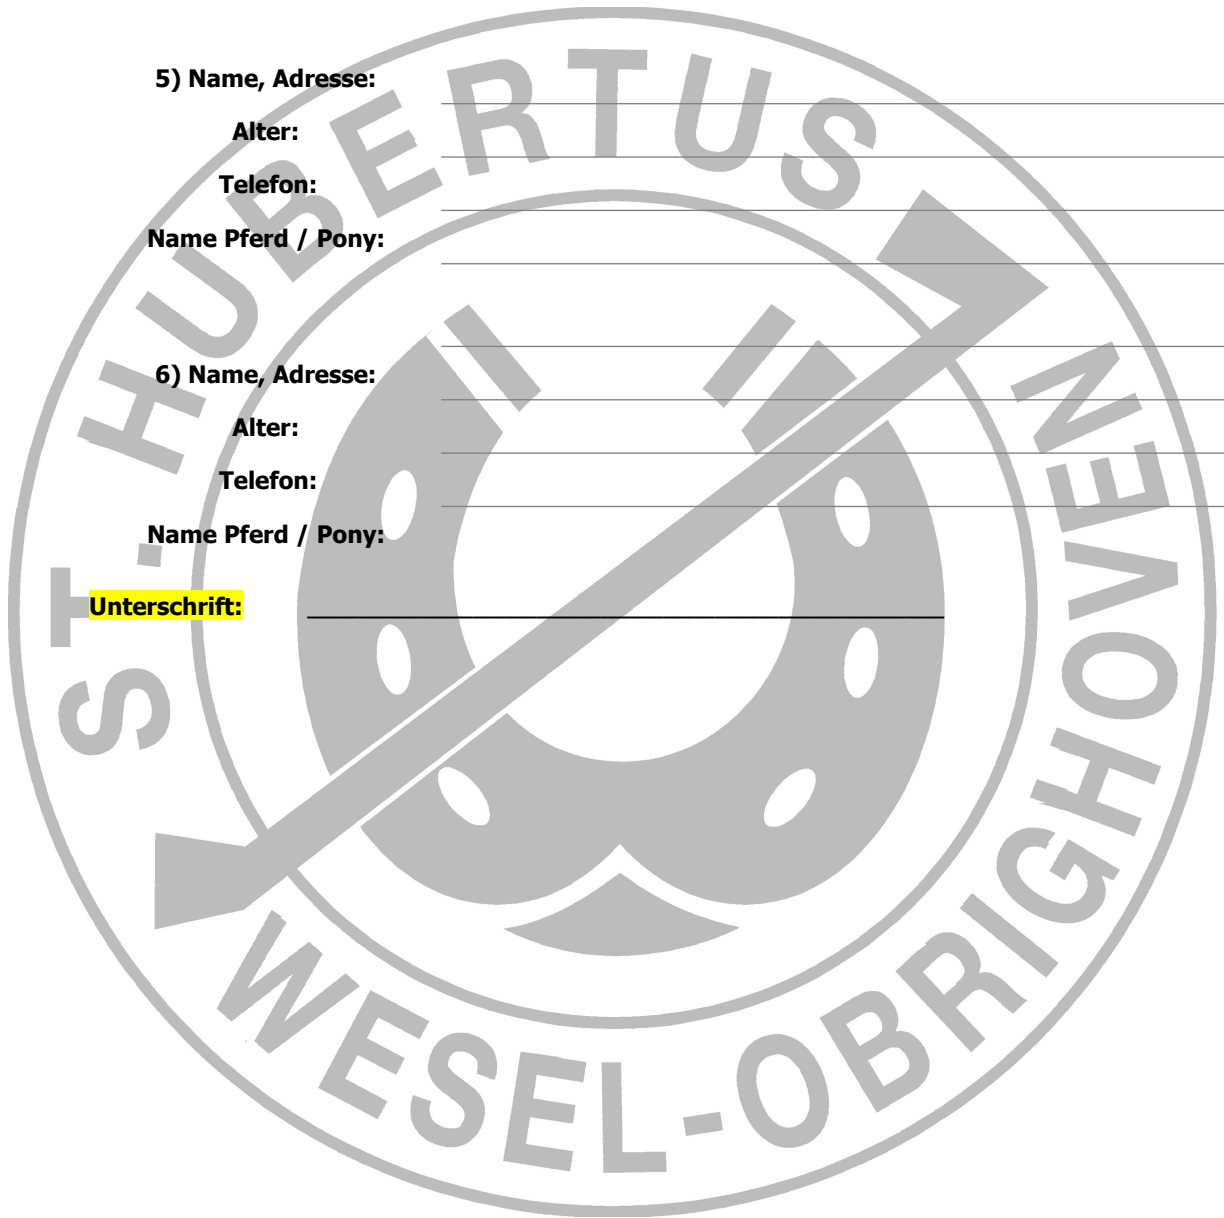 5) Name, Adresse:
Alter:
Telefon:
Name Pferd / Pony:
6) Name, Adresse:
Alter:
Telefon:
Name Pferd / Pony:
Unterschrift:
ST. HUBERTUS
WESEL-OBRIGHOVEN